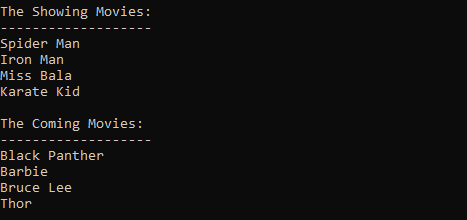 The Showing Movies:
-------------------
Spider Man
Iron Man
Miss Bala
Karate Kid

The Coming Movies:
-------------------
Black Panther
Barbie
Bruce Lee
Thor